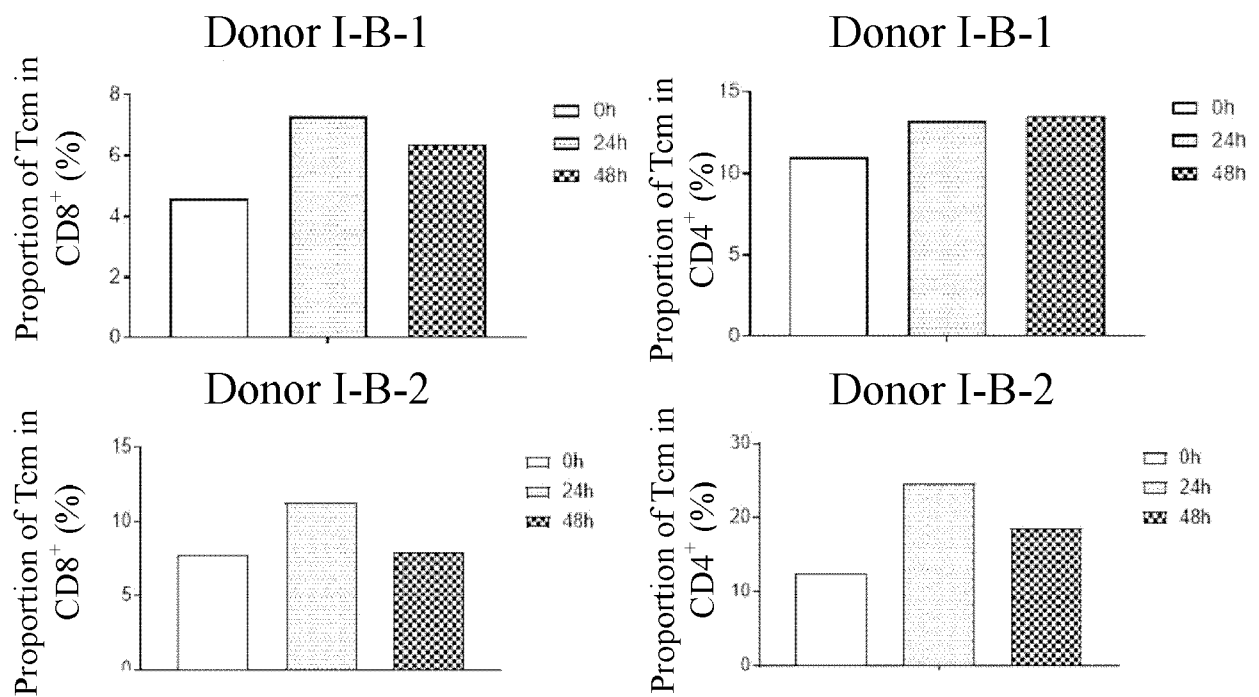 Donor I-B-1
Proportion of Tcm in
CD8⁺ (%)
8
6
4
2
0
0h
24h
48h
Donor I-B-1
Proportion of Tcm in
CD4⁺ (%)
15
10
5
0
0h
24h
48h
Donor I-B-2
Proportion of Tcm in
CD8⁺ (%)
15
10
5
0
0h
24h
48h
Donor I-B-2
Proportion of Tcm in
CD4⁺ (%)
30
20
10
0
0h
24h
48h